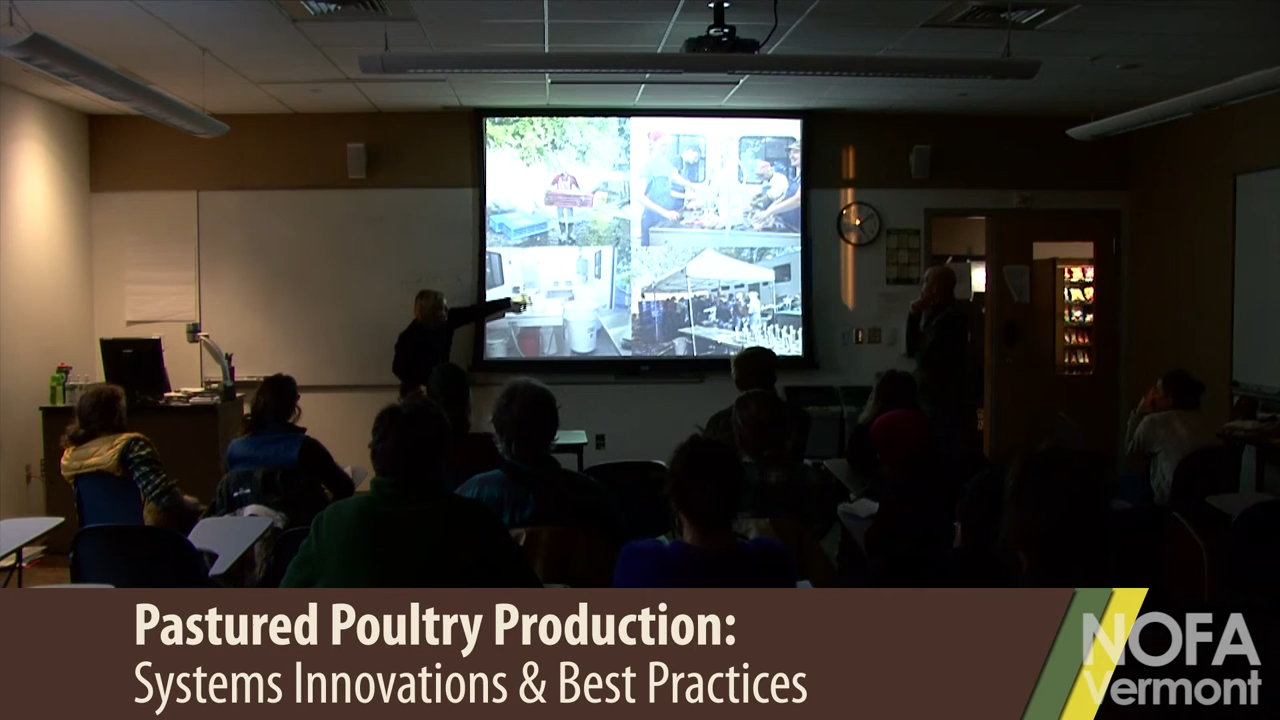 Pastured Poultry Production:
Systems Innovations & Best Practices
NOFA
Vermont